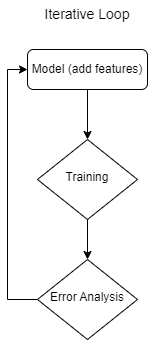 Iterative Loop
Model (add features)
Training
Error Analysis